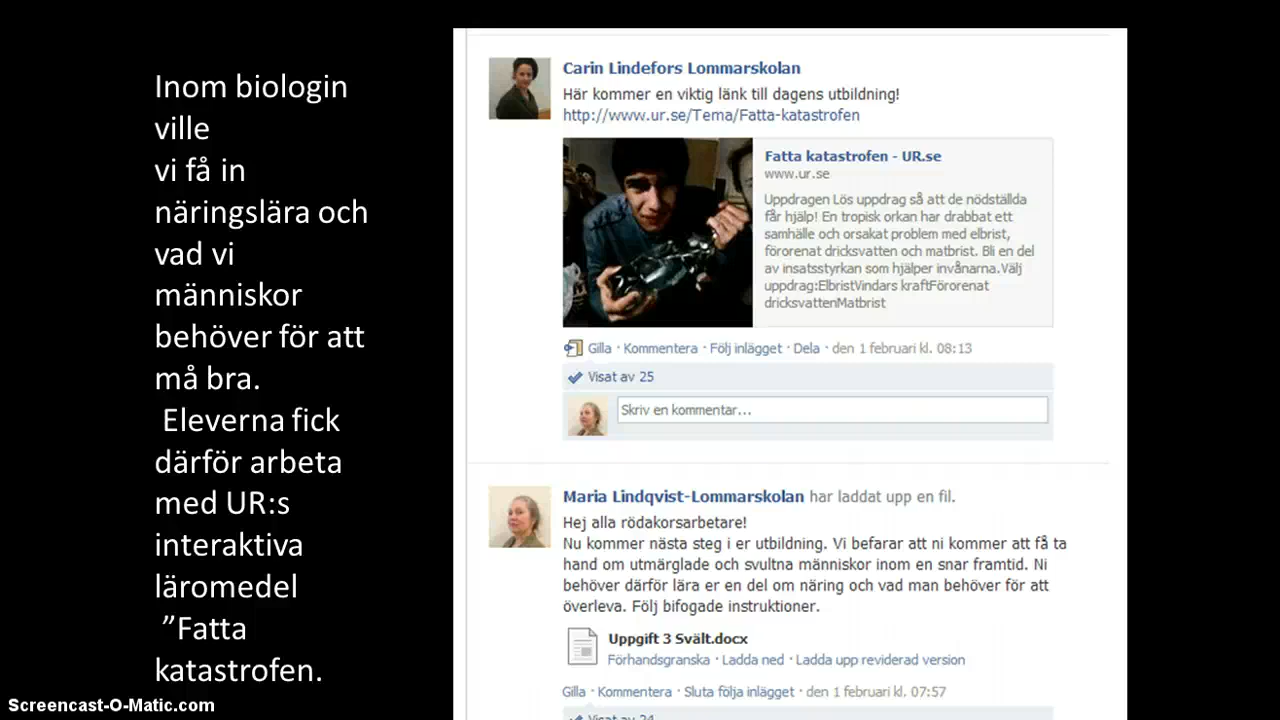 Inom biologin
ville
vi få in
näringslära och
vad vi
människor
behöver för att
må bra.
Eleverna fick
därför arbeta
med UR:s
interaktiva
läromedel
”Fatta
katastrofen.
Carin Lindefors Lommarskolan
Här kommer en viktig länk till dagens utbildning!
http://www.ur.se/Tema/Fatta-katastrofen
Fatta katastrofen - UR.se
www.ur.se
Uppdragen Lös uppdrag så att de nödställda
får hjälp! En tropisk orkan har drabbat ett
samhälle och orsakat problem med elbrist,
förorenat dricksvatten och matbrist. Bli en del
av insatsstyrkan som hjälper invånarna.Välj
uppdrag:ElbristVindars kraftFörorenat
dricksvattenMatbrist
Gilla · Kommentera · Följ inlägget · Dela · den 1 februari kl. 08:13
Visat av 25
Skriv en kommentar...
Maria Lindqvist-Lommarskolan har laddat upp en fil.
Hej alla rödakorsarbetare!
Nu kommer nästa steg i er utbildning. Vi befarar att ni kommer att få ta
hand om utmärglade och svultna människor inom en snar framtid. Ni
behöver därför lära er en del om näring och vad man behöver för att
överleva. Följ bifogade instruktioner.
Uppgift 3 Svält.docx
Förhandsgranska · Ladda ned · Ladda upp reviderad version
Gilla · Kommentera · Sluta följa inlägget · den 1 februari kl. 07:57
Visat av 24
Screencast-O-Matic.com